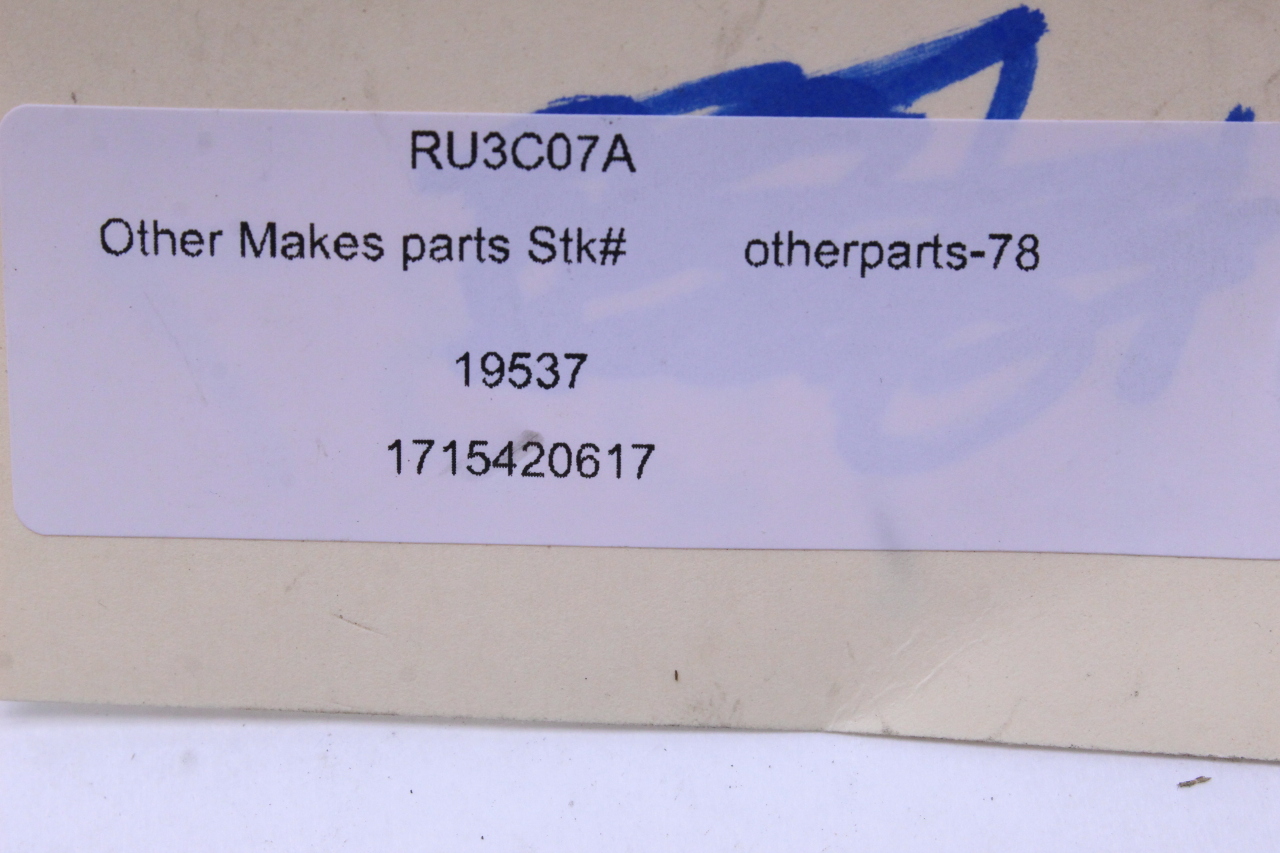 RU3C07A
Other Makes parts Stk# otherparts-78
19537
1715420617